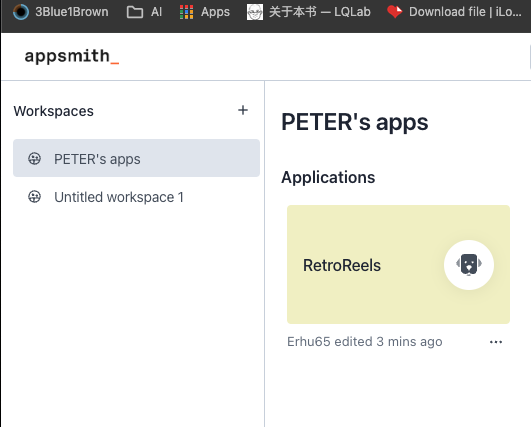 3Blue1Brown AI Apps 关于本书 — LQLab Download file | iLo...
appsmith_
Workspaces +
PETER's apps
Untitled workspace 1
PETER's apps
Applications
RetroReels
Erhu65 edited 3 mins ago